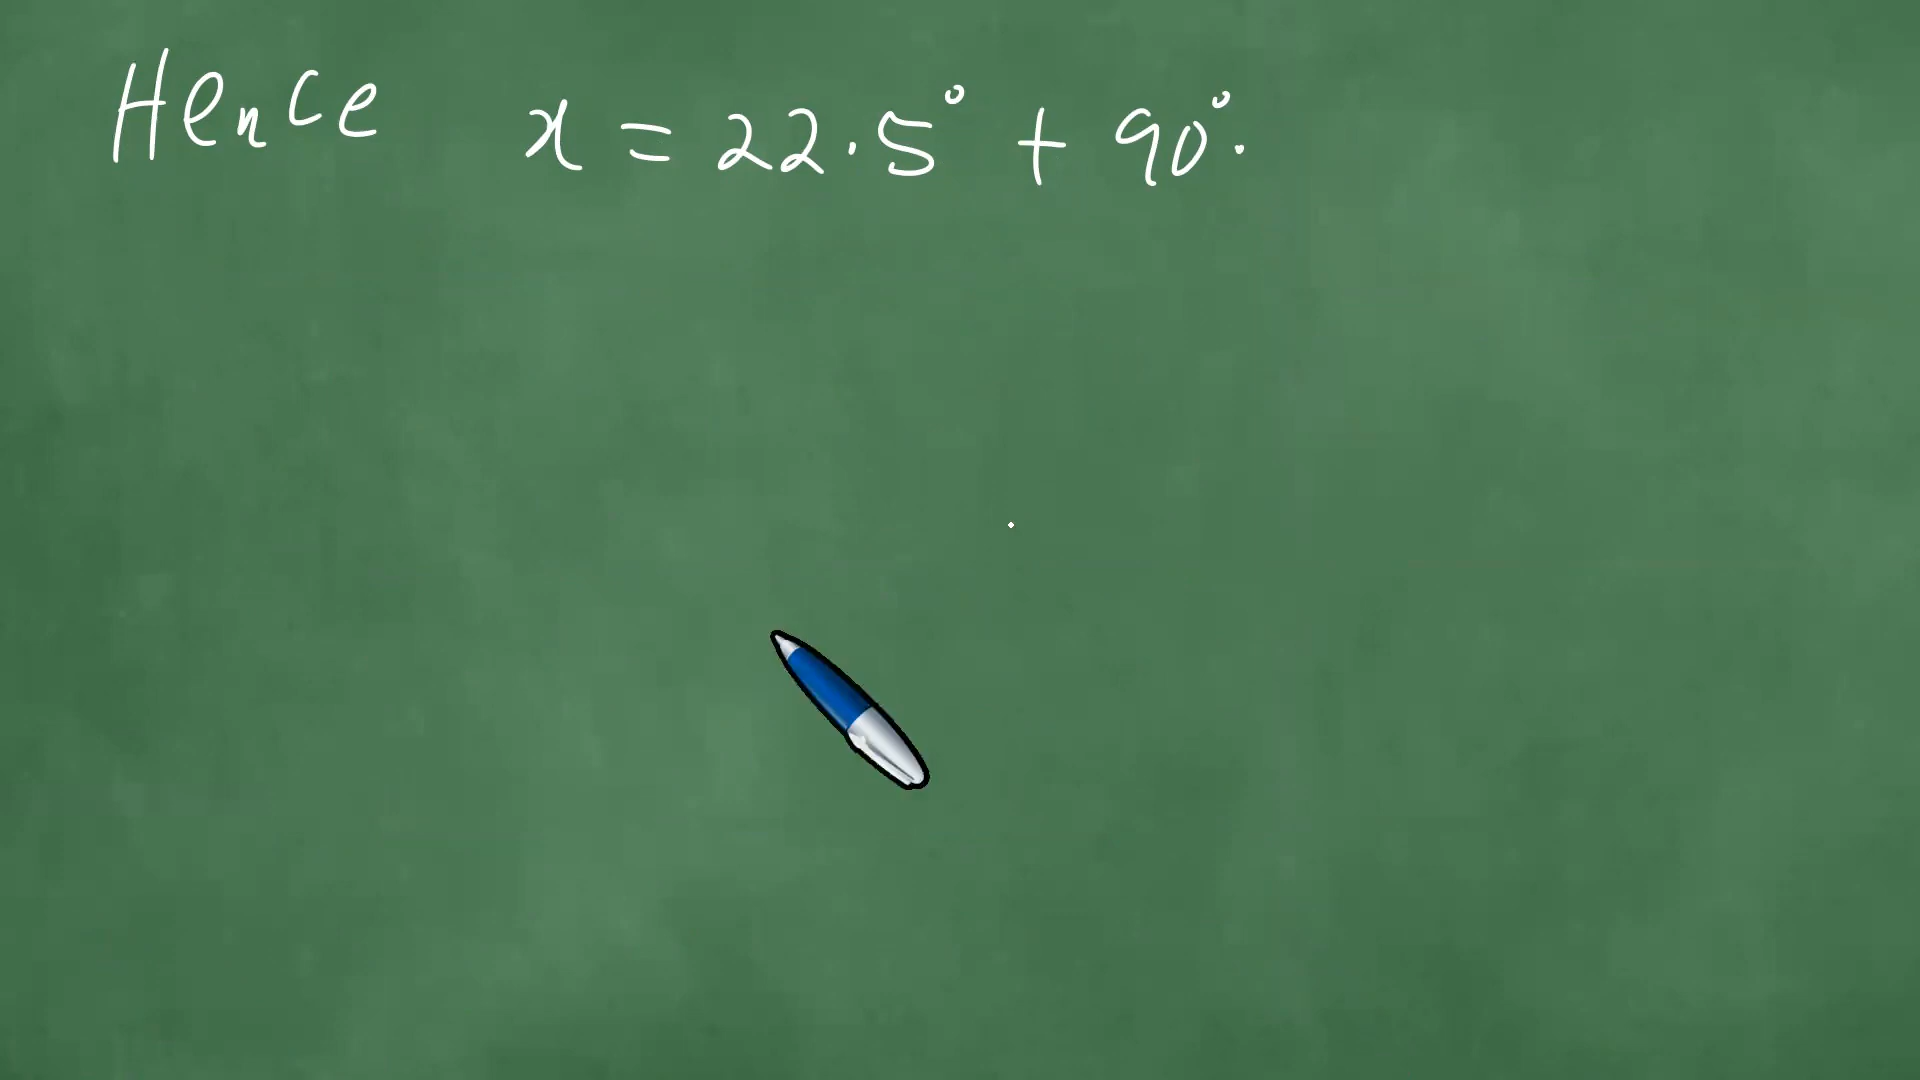 Hence x = 22.5° + 90°.